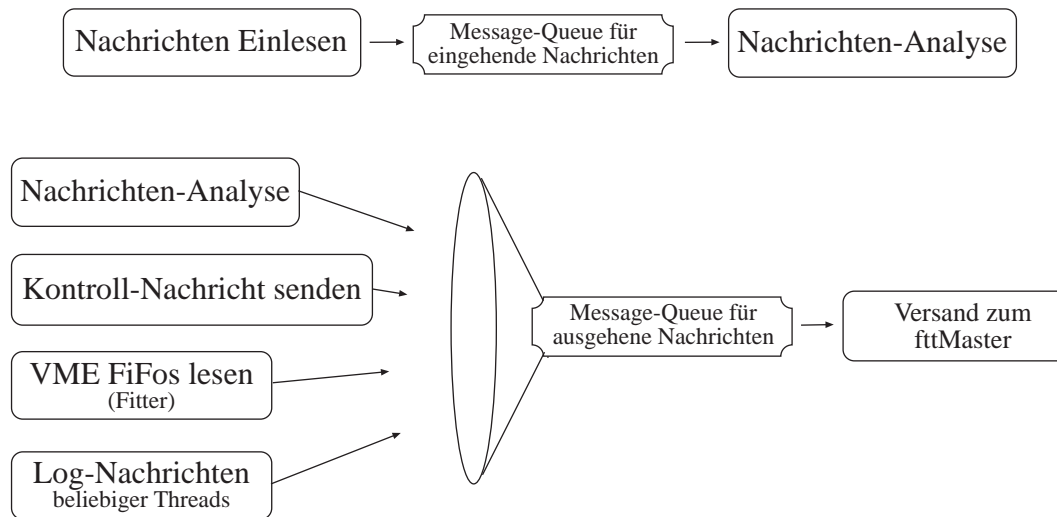 Nachrichten Einlesen
Message-Queue für
eingehende Nachrichten
Nachrichten-Analyse
Nachrichten-Analyse
Kontroll-Nachricht senden
VME FiFos lesen
(Fitter)
Log-Nachrichten
beliebiger Threads
Message-Queue für
ausgehene Nachrichten
Versand zum
fttMaster